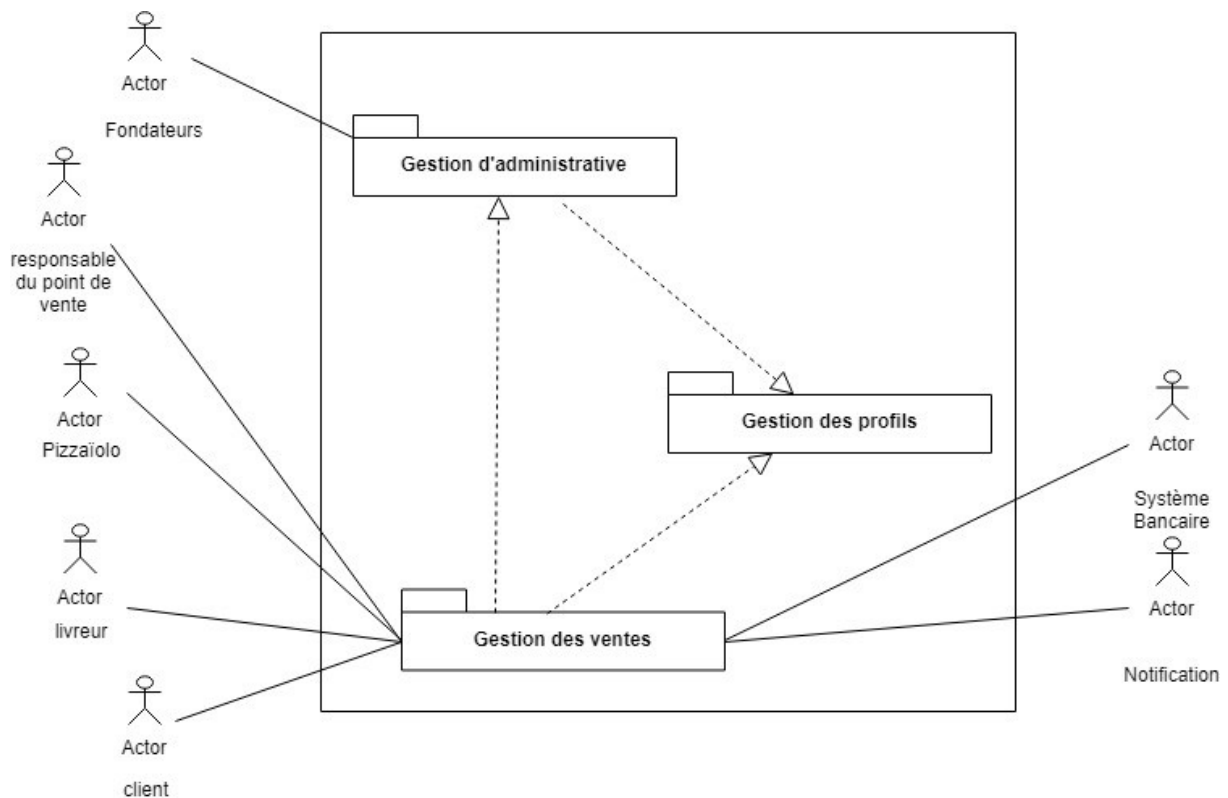 Actor
Fondateurs
Gestion d'administrative
Actor
responsable
du point de
vente
Actor
Pizzaïolo
Gestion des profils
Actor
Système
Bancaire
Actor
livreur
Gestion des ventes
Actor
Notification
Actor
client